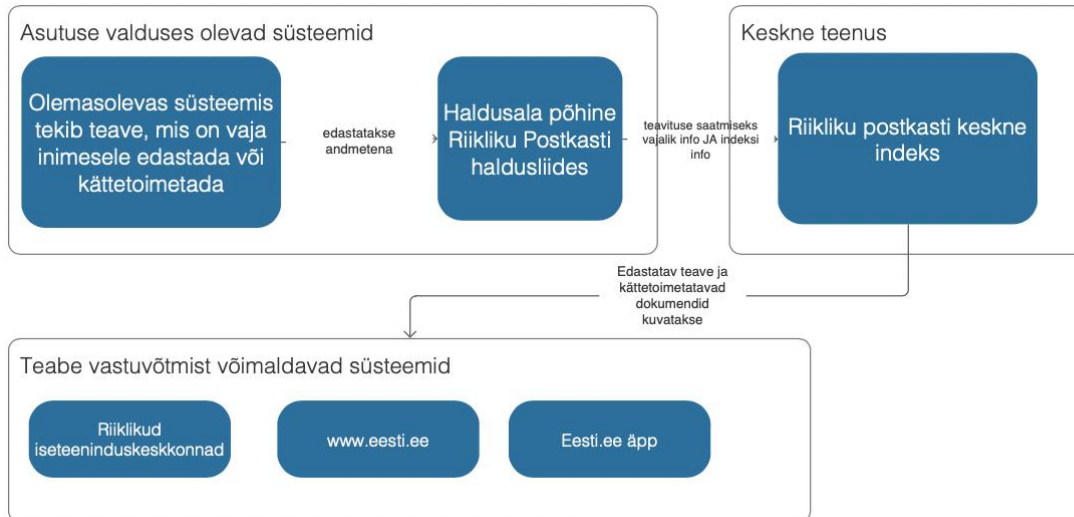 Asutuse valduses olevad süsteemid
Olemasolevas süsteemis
tekib teave, mis on vaja
inimesele edastada või
kättetoimetada
edastatakse
andmetena
Haldusala põhine
Riikliku Postkasti
haldusliides
teavituse saatmiseks
vajalik info JA indeksi
info
Keskne teenus
Riikliku postkasti keskne
indeks
Edastatav teave ja
kättetoimetatavad
dokumendid
kuvatakse
Teabe vastuvõtmist võimaldavad süsteemid
Riiklikud
iseteeninduskeskkonnad
www.eesti.ee
Eesti.ee äpp